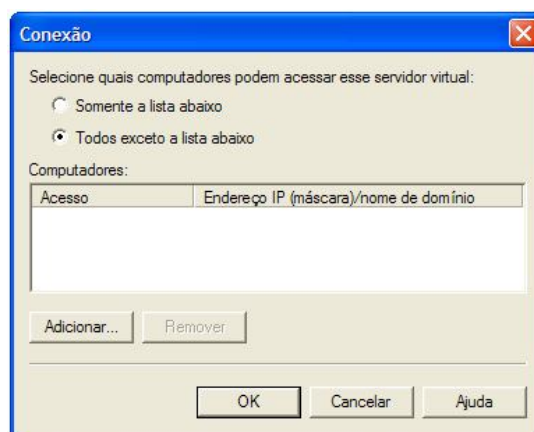 Conexão
Selecione quais computadores podem acessar esse servidor virtual:
Somente a lista abaixo
Todos exceto a lista abaixo
Computadores:
Acesso Endereço IP (máscara)/nome de domínio
Adicionar... Remover
OK Cancelar Ajuda